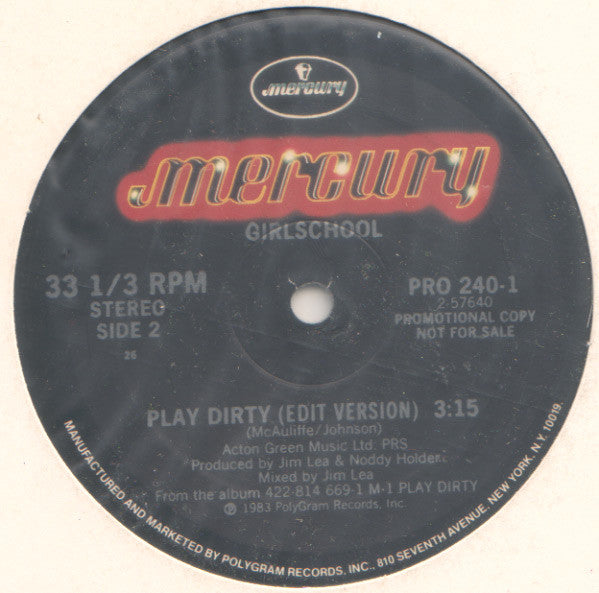 mercury
mercury
GIRLSCHOOL
33 1/3 RPM
STEREO
SIDE 2
26
PRO 240-1
2-57640
PROMOTIONAL COPY
NOT FOR SALE
PLAY DIRTY (EDIT VERSION) 3:15
(McAuliffe/Johnson)
Acton Green Music Ltd. PRS
Produced by Jim Lea & Noddy Holder
Mixed by Jim Lea
From the album 422-814 669-1 M-1 PLAY DIRTY
℗ 1983 PolyGram Records, Inc.
MANUFACTURED AND MARKETED BY POLYGRAM RECORDS, INC., 810 SEVENTH AVENUE, NEW YORK, N.Y. 10019.